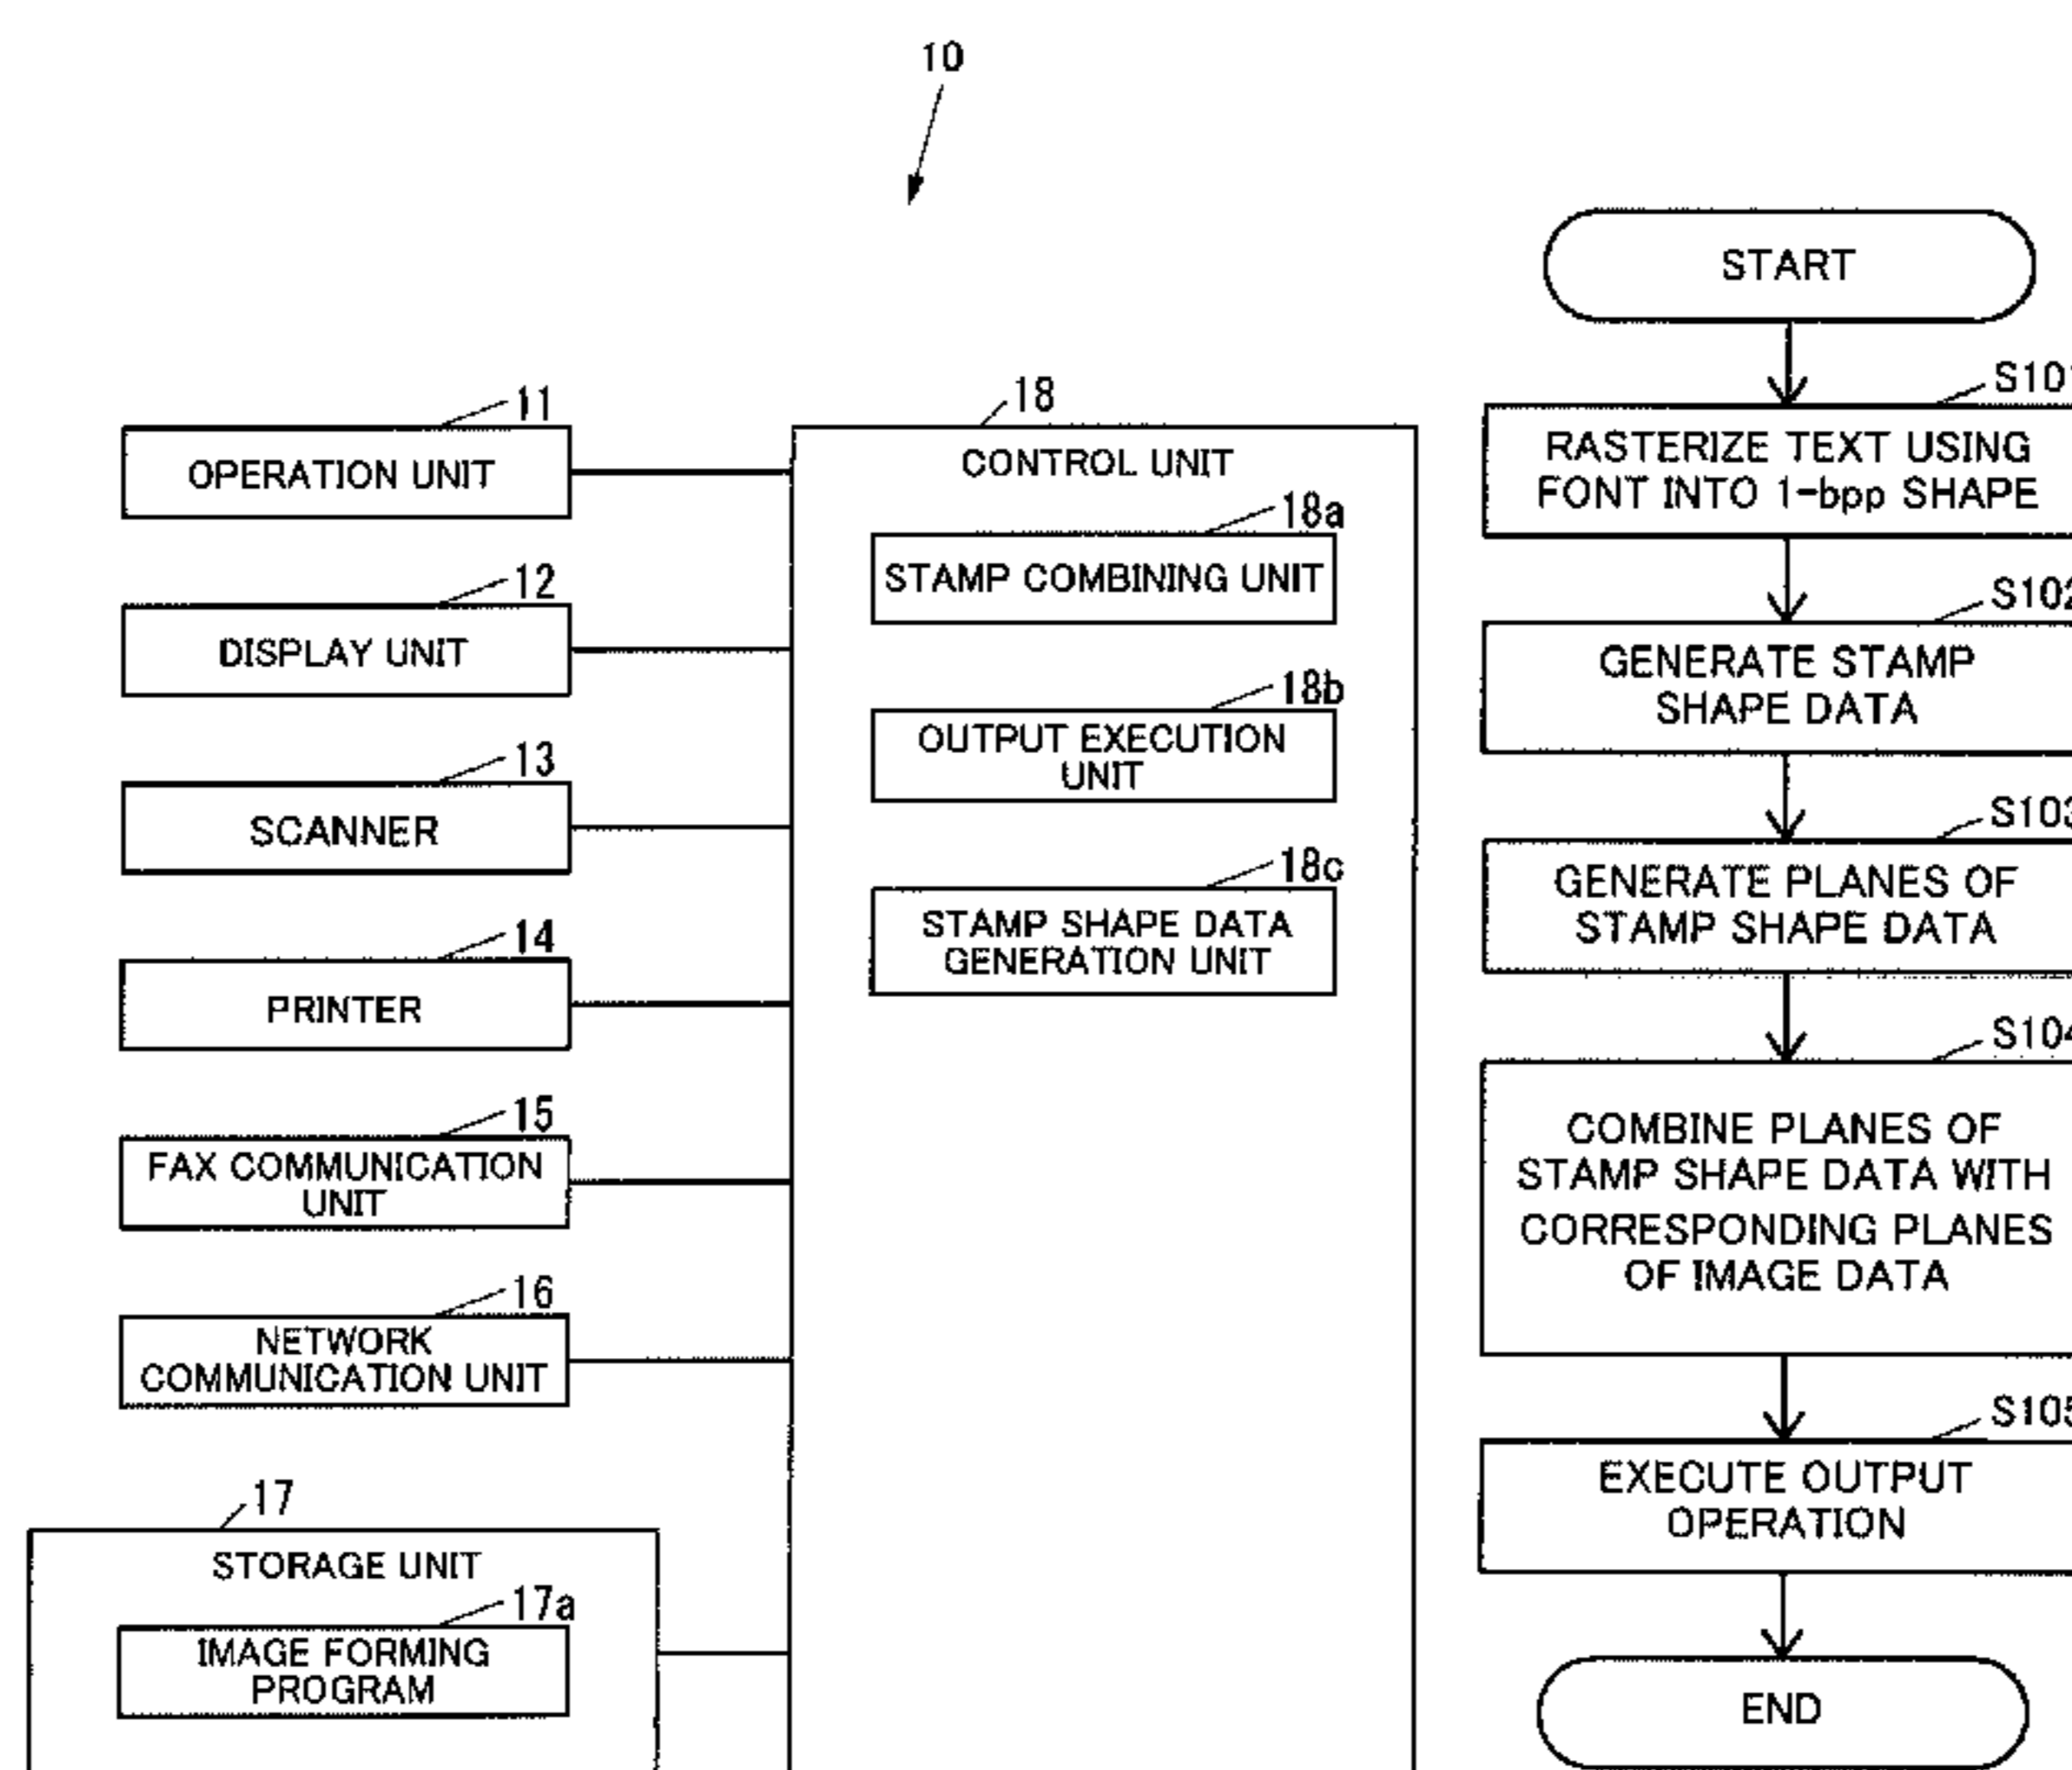 10
11
OPERATION UNIT
12
DISPLAY UNIT
13
SCANNER
14
PRINTER
15
FAX COMMUNICATION
UNIT
16
NETWORK
COMMUNICATION UNIT
17
STORAGE UNIT
17a
IMAGE FORMING
PROGRAM
18
CONTROL UNIT
18a
STAMP COMBINING UNIT
18b
OUTPUT EXECUTION
UNIT
18c
STAMP SHAPE DATA
GENERATION UNIT
START
S101
RASTERIZE TEXT USING
FONT INTO 1-bpp SHAPE
S102
GENERATE STAMP
SHAPE DATA
S103
GENERATE PLANES OF
STAMP SHAPE DATA
S104
COMBINE PLANES OF
STAMP SHAPE DATA WITH
CORRESPONDING PLANES
OF IMAGE DATA
S105
EXECUTE OUTPUT
OPERATION
END